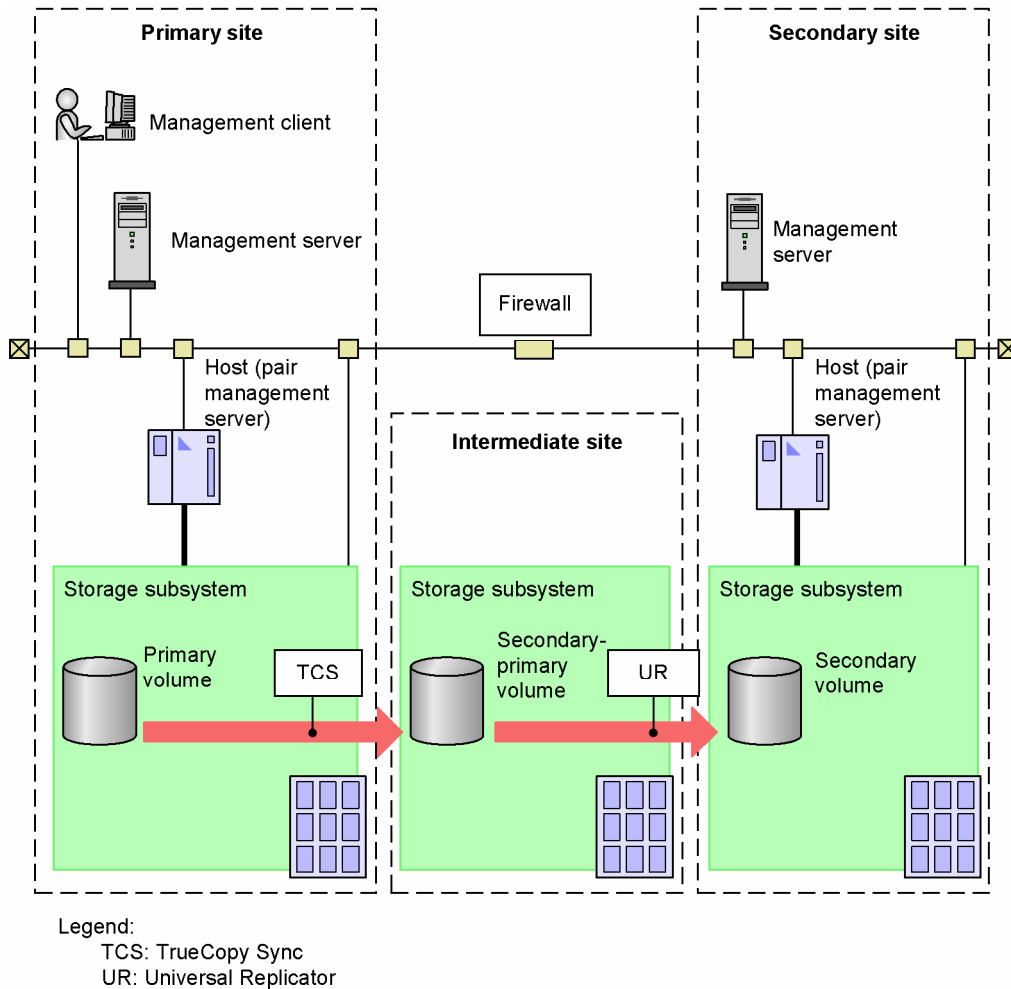 Primary site
Secondary site
Management client
Management server
Management
server
Firewall
Host (pair
management
server)
Host (pair
management
server)
Intermediate site
Storage subsystem
Storage subsystem
Storage subsystem
Primary
volume
TCS
Secondary-
primary
volume
UR
Secondary
volume
Legend:
TCS: TrueCopy Sync
UR: Universal Replicator